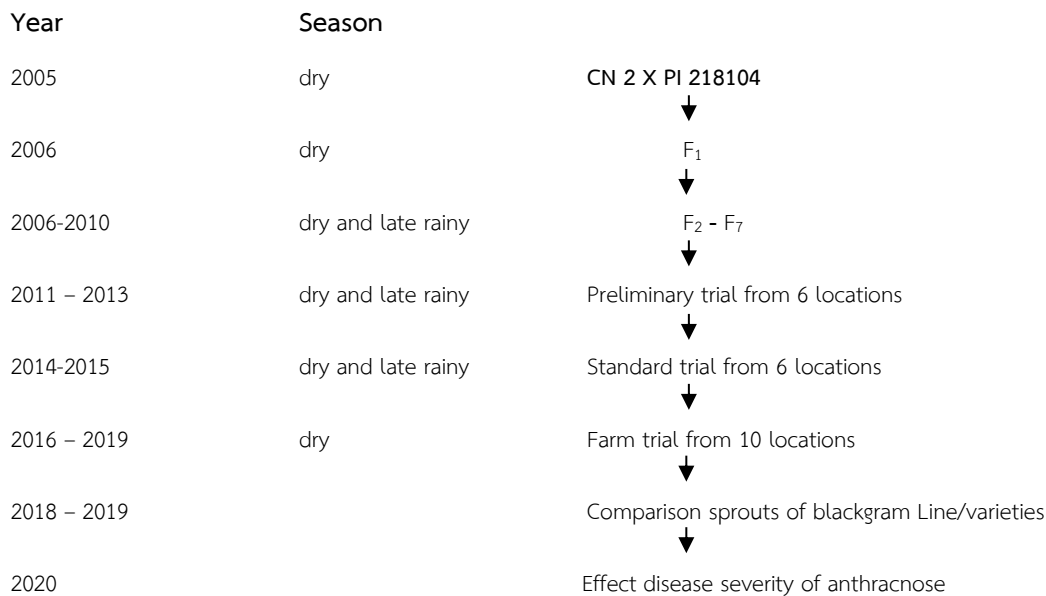 Year Season
2005 dry CN 2 X PI 218104
2006 dry F₁
2006-2010 dry and late rainy F₂ - F₇
2011 – 2013 dry and late rainy Preliminary trial from 6 locations
2014-2015 dry and late rainy Standard trial from 6 locations
2016 – 2019 dry Farm trial from 10 locations
2018 – 2019 Comparison sprouts of blackgram Line/varieties
2020 Effect disease severity of anthracnose